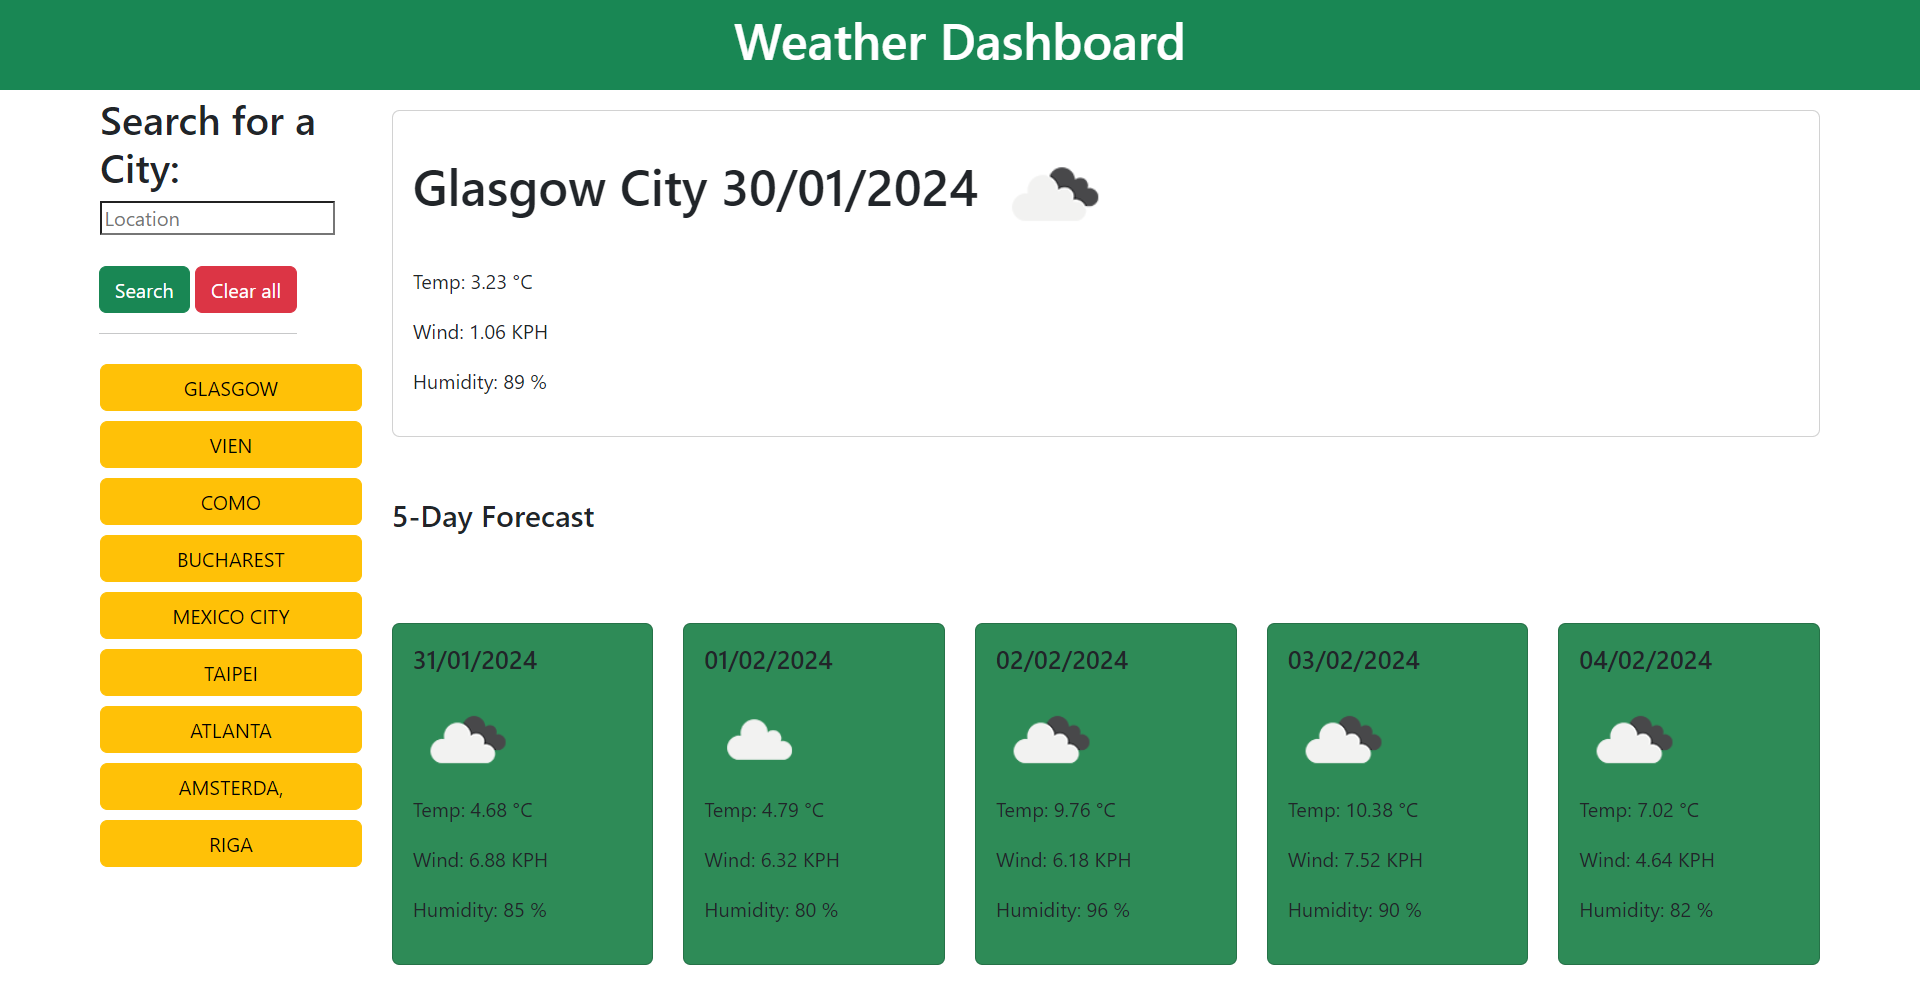 Weather Dashboard
Search for a
City:
Location
Search
Clear all
GLASGOW
VIEN
COMO
BUCHAREST
MEXICO CITY
TAIPEI
ATLANTA
AMSTERDA,
RIGA
Glasgow City 30/01/2024
Temp: 3.23 °C
Wind: 1.06 KPH
Humidity: 89 %
5-Day Forecast
31/01/2024
Temp: 4.68 °C
Wind: 6.88 KPH
Humidity: 85 %
01/02/2024
Temp: 4.79 °C
Wind: 6.32 KPH
Humidity: 80 %
02/02/2024
Temp: 9.76 °C
Wind: 6.18 KPH
Humidity: 96 %
03/02/2024
Temp: 10.38 °C
Wind: 7.52 KPH
Humidity: 90 %
04/02/2024
Temp: 7.02 °C
Wind: 4.64 KPH
Humidity: 82 %